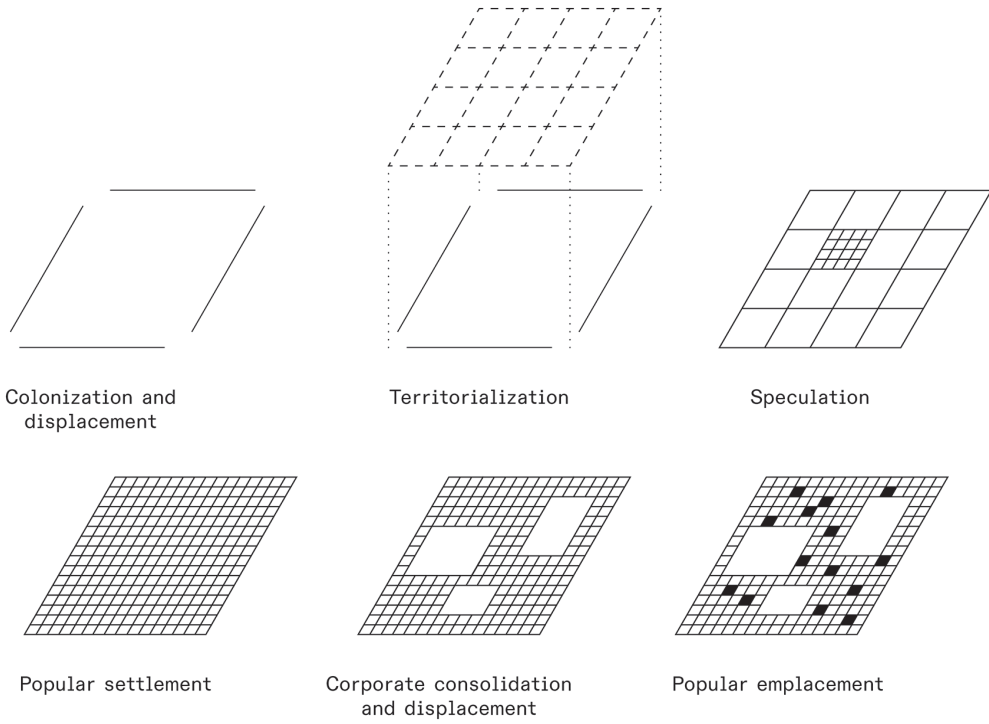 Colonization and
displacement
Territorialization
Speculation
Popular settlement
Corporate consolidation
and displacement
Popular emplacement